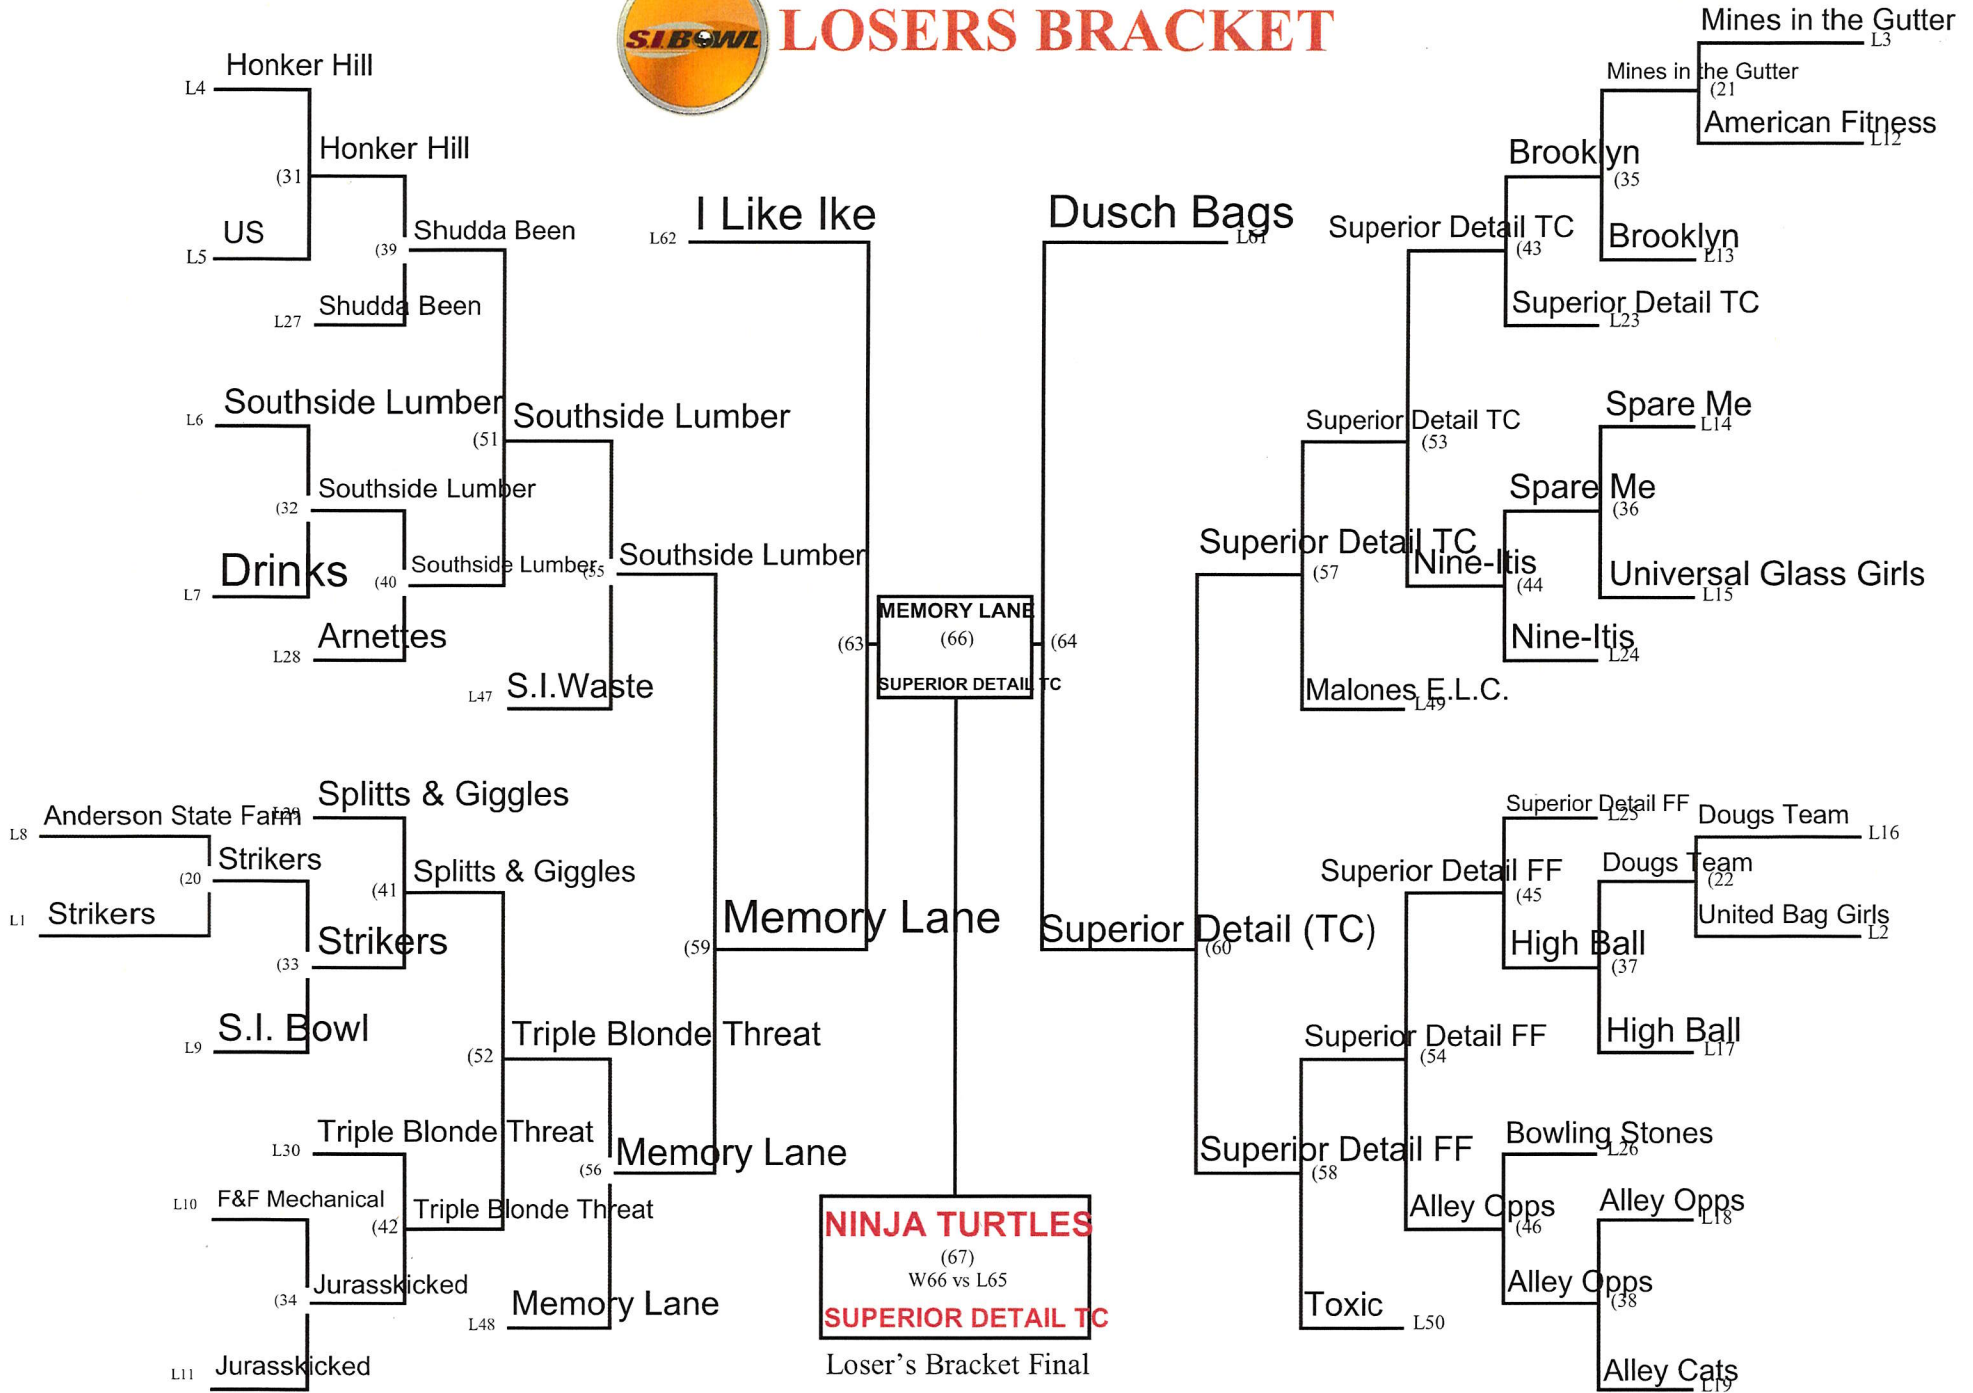 S.I.BOWL
LOSERS BRACKET
Honker Hill
L4
Honker Hill
(31
US
L5
Shudda Been
(39
Shudda Been
L27
Southside Lumber
L6
Southside Lumber
(51
Southside Lumber
(32
Drinks
L7
Southside Lumber
(40
Arnettes
L28
Southside Lumber
(55
S.I.Waste
L47
Anderson State Farm
L8
Splitts & Giggles
L29
Strikers
(20
Strikers
L1
Splitts & Giggles
(41
Strikers
(33
S.I. Bowl
L9
Triple Blonde Threat
(52
Triple Blonde Threat
L30
F&F Mechanical
L10
Triple Blonde Threat
(42
Jurasskicked
(34
Jurasskicked
L11
Memory Lane
(56
Memory Lane
L48
Memory Lane
(59
I Like Ike
L62
(63
MEMORY LANE
(66)
SUPERIOR DETAIL TC
(64
Dusch Bags
L61
Superior Detail (TC)
(60
NINJA TURTLES
(67)
W66 vs L65
SUPERIOR DETAIL TC
Loser's Bracket Final
Mines in the Gutter
L3
Mines in the Gutter
(21
American Fitness
L12
Brooklyn
(35
Brooklyn
L13
Superior Detail TC
(43
Superior Detail TC
L23
Superior Detail TC
(53
Spare Me
L14
Spare Me
(36
Universal Glass Girls
L15
Nine-Itis
(44
Nine-Itis
L24
Superior Detail TC
(57
Malones E.L.C.
L49
Superior Detail FF
L25
Dougs Team
L16
Dougs Team
(22
United Bag Girls
L2
Superior Detail FF
(45
High Ball
(37
High Ball
L17
Superior Detail FF
(54
Bowling Stones
L26
Superior Detail FF
(58
Alley Opps
(46
Alley Opps
L18
Alley Opps
(38
Alley Cats
L19
Toxic
L50